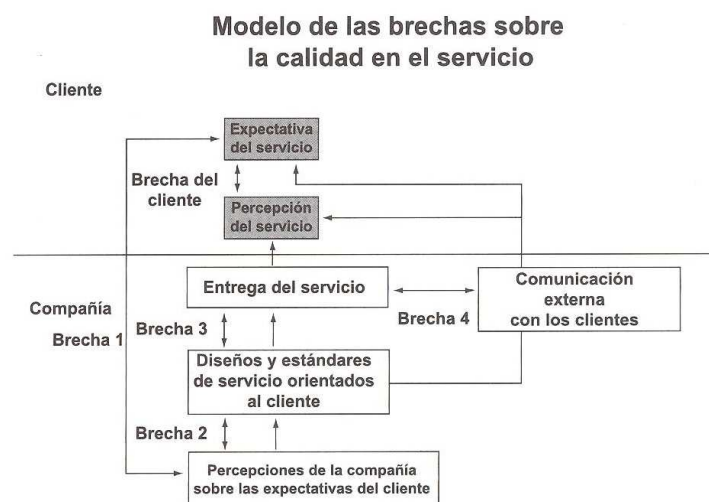 Modelo de las brechas sobre
la calidad en el servicio
Cliente
Expectativa
del servicio
Brecha del
cliente
Percepción
del servicio
Entrega del servicio
Comunicación
externa
con los clientes
Compañía
Brecha 1
Brecha 3
Brecha 4
Diseños y estándares
de servicio orientados
al cliente
Brecha 2
Percepciones de la compañía
sobre las expectativas del cliente